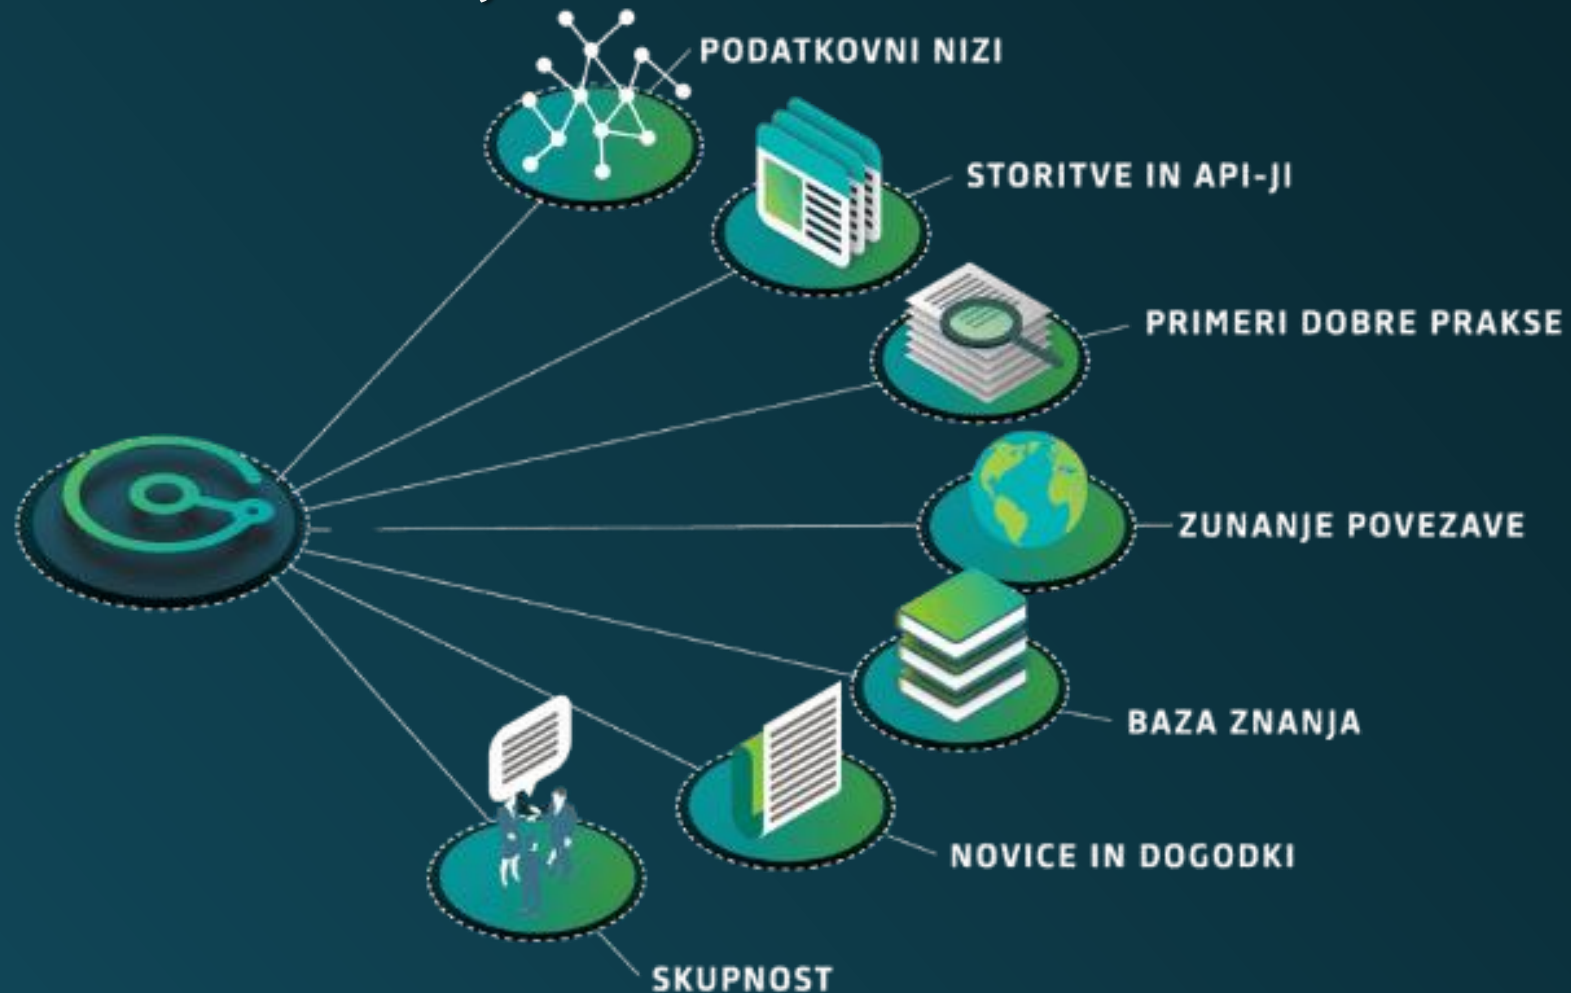 PODATKOVNI NIZI
STORITVE IN API-JI
PRIMERI DOBRE PRAKSE
ZUNANJE POVEZAVE
BAZA ZNANJA
NOVICE IN DOGODKI
SKUPNOST